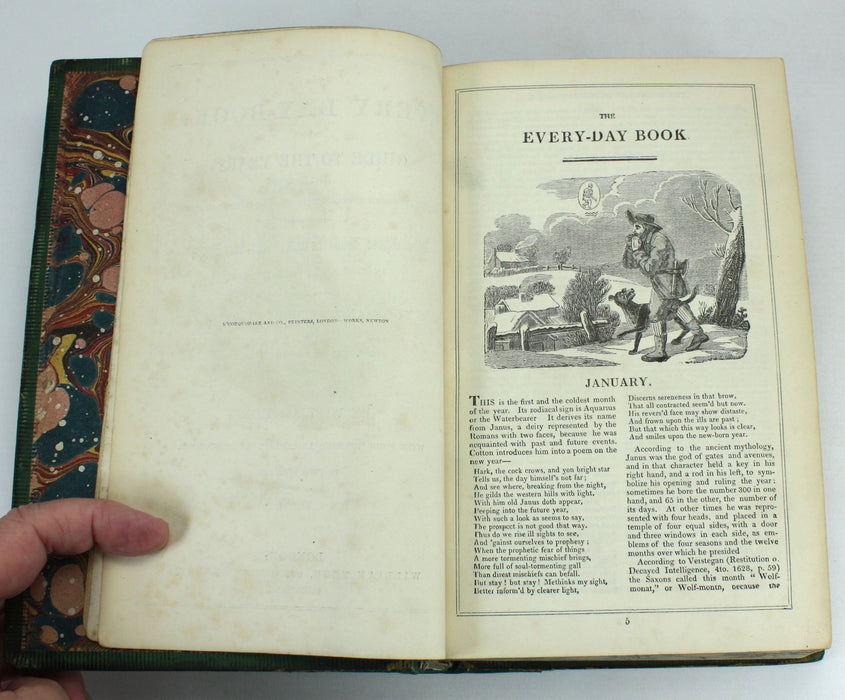 M'CORQUODALE AND CO., PRINTERS, LONDON—WORKS, NEWTON
THE
EVERY-DAY BOOK
JANUARY.
THIS is the first and the coldest month
of the year. Its zodiacal sign is Aquarius
or the Waterbearer It derives its name
from Janus, a deity represented by the
Romans with two faces, because he was
acquainted with past and future events.
Cotton introduces him into a poem on the
new year—
Hark, the cock crows, and yon bright star
Tells us, the day himself's not far;
And see where, breaking from the night,
He gilds the western hills with light.
With him old Janus doth appear,
Peeping into the future year,
With such a look as seems to say,
The prospect is not good that way.
Thus do we rise ill sights to see,
And 'gainst ourselves to prophesy;
When the prophetic fear of things
A more tormenting mischief brings,
More full of soul-tormenting gall
Than direst mischiefs can befall.
But stay! but stay! Methinks my sight,
Better inform'd by clearer light,
Discerns sereneness in that brow,
That all contracted seem'd but now.
His revers'd face may show distaste,
And frown upon the ills are past;
But that which this way looks is clear,
And smiles upon the new-born year.
According to the ancient mythology,
Janus was the god of gates and avenues,
and in that character held a key in his
right hand, and a rod in his left, to sym-
bolize his opening and ruling the year:
sometimes he bore the number 300 in one
hand, and 65 in the other, the number of
its days. At other times he was repre-
sented with four heads, and placed in a
temple of four equal sides, with a door
and three windows in each side, as em-
blems of the four seasons and the twelve
months over which he presided
According to Verstegan (Restitution o
Decayed Intelligence, 4to. 1628, p. 59)
the Saxons called this month "Wolf-
monat," or Wolf-month, because the
5